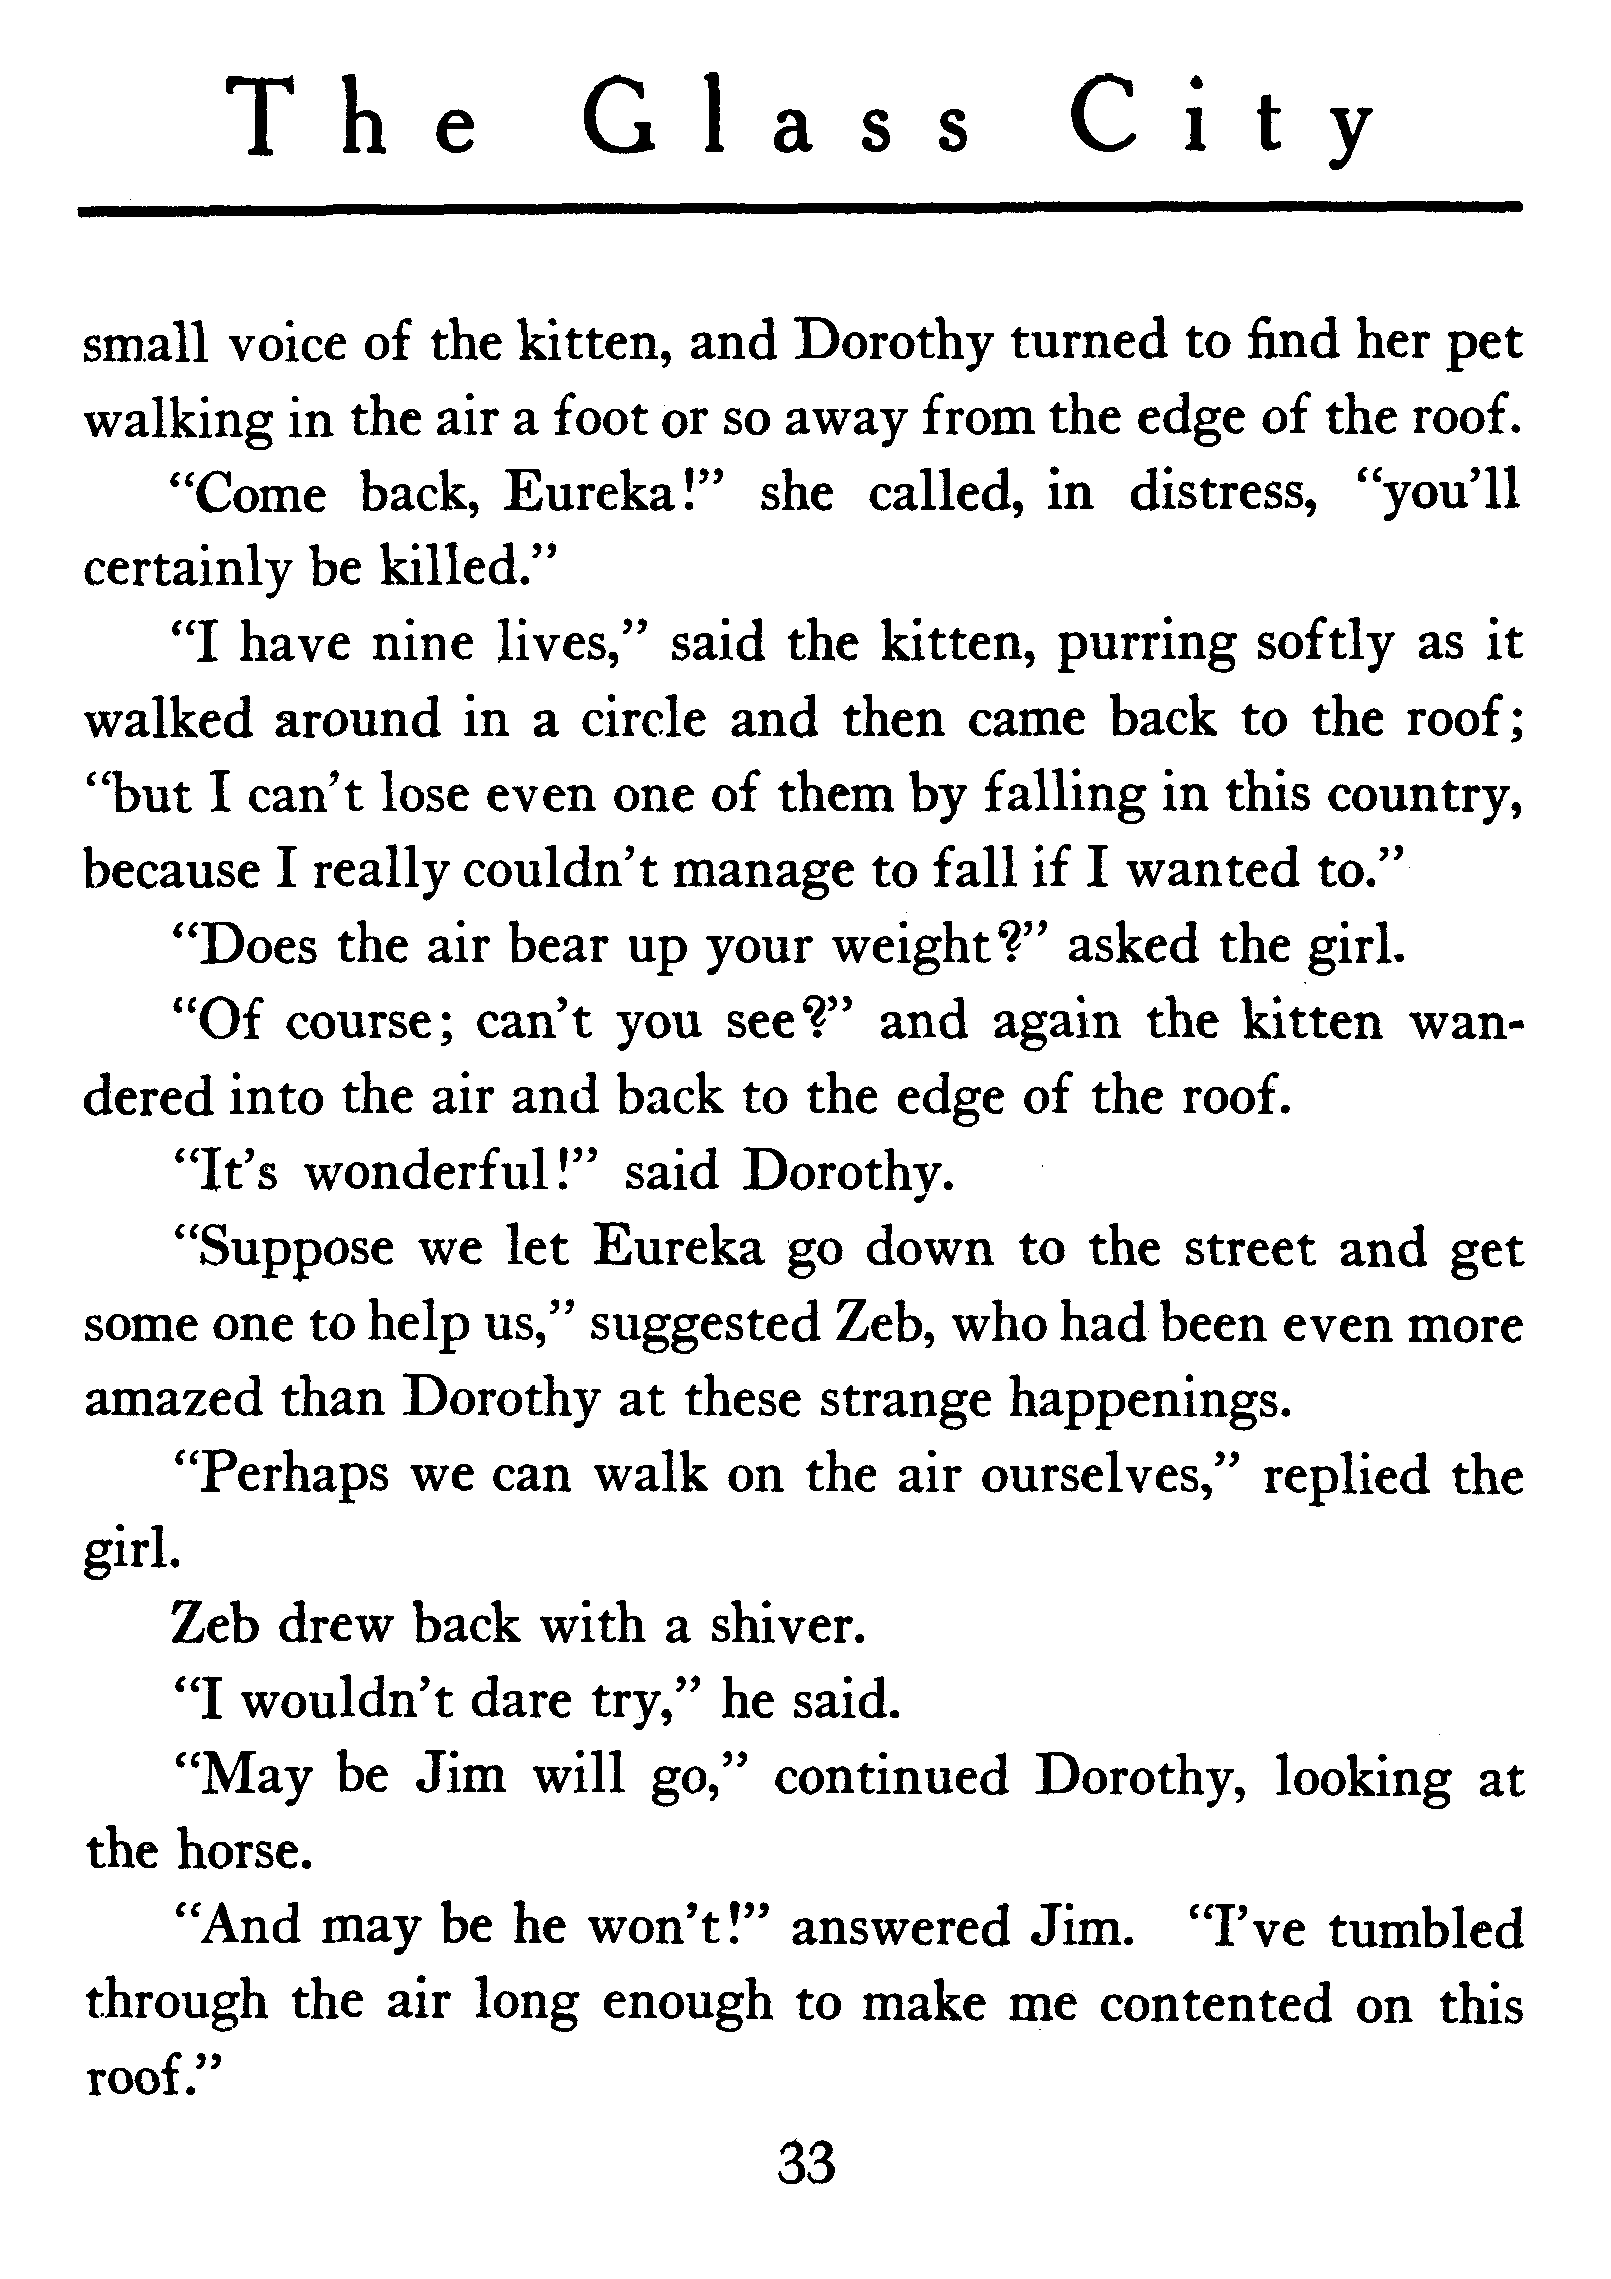 The Glass City
small voice of the kitten, and Dorothy turned to find her pet
walking in the air a foot or so away from the edge of the roof.
“Come back, Eureka!” she called, in distress, “you’ll
certainly be killed.”
“I have nine lives,” said the kitten, purring softly as it
walked around in a circle and then came back to the roof;
“but I can’t lose even one of them by falling in this country,
because I really couldn’t manage to fall if I wanted to.”
“Does the air bear up your weight?” asked the girl.
“Of course; can’t you see?” and again the kitten wan-
dered into the air and back to the edge of the roof.
“It’s wonderful!” said Dorothy.
“Suppose we let Eureka go down to the street and get
some one to help us,” suggested Zeb, who had been even more
amazed than Dorothy at these strange happenings.
“Perhaps we can walk on the air ourselves,” replied the
girl.
Zeb drew back with a shiver.
“I wouldn’t dare try,” he said.
“May be Jim will go,” continued Dorothy, looking at
the horse.
“And may be he won’t!” answered Jim. “I’ve tumbled
through the air long enough to make me contented on this
roof.”
33